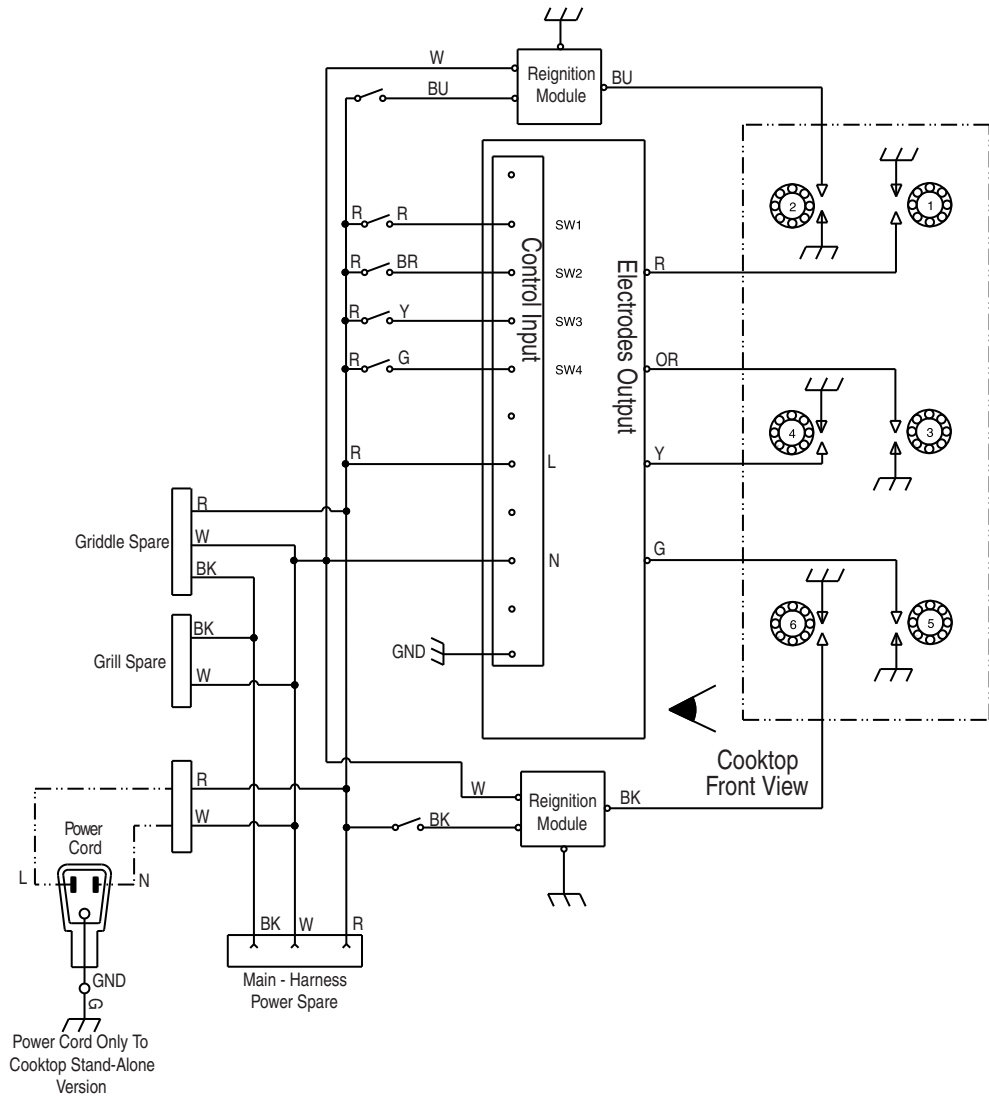 W
Reignition
Module
BU
BU
2
1
R
R
SW1
Control Input
Electrodes Output
R
BR
SW2
R
R
Y
SW3
R
G
SW4
OR
4
3
R
L
Y
R
Griddle Spare
W
BK
N
G
6
5
BK
Grill Spare
W
GND
Cooktop
Front View
R
W
Reignition
Module
BK
W
BK
Power
Cord
L
N
BK
W
R
Main - Harness
Power Spare
GND
G
Power Cord Only To
Cooktop Stand-Alone
Version